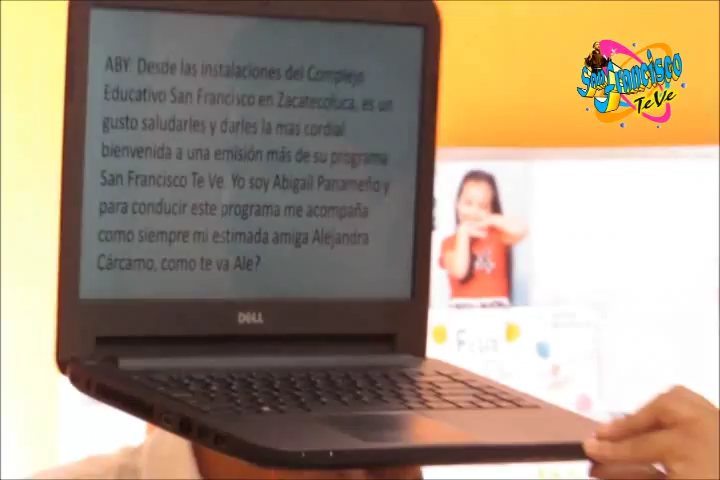 San Francisco
TeVe
ABY: Desde las instalaciones del Complejo
Educativo San Francisco en Zacatecoluca, es un
gusto saludarles y darles la mas cordial
bienvenida a una emisión más de su programa
San Francisco Te Ve. Yo soy Abigail Panameño y
para conducir este programa me acompaña
como siempre mi estimada amiga Alejandra
Cárcamo, como te va Ale?
DELL